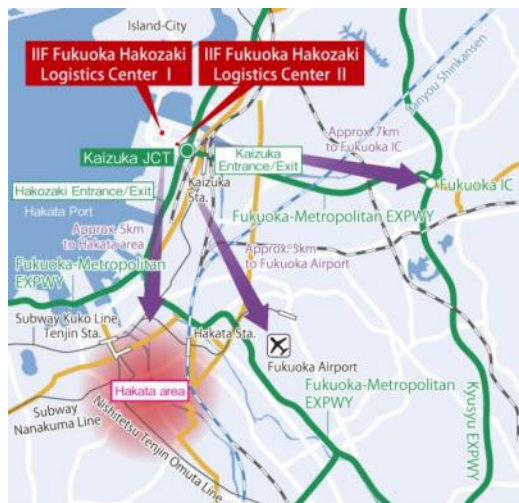 Island-City
IIF Fukuoka Hakozaki
Logistics Center I
IIF Fukuoka Hakozaki
Logistics Center II
Sanyou Shinkansen
Kaizuka JCT
Kaizuka
Entrance/Exit
Approx. 7km
to Fukuoka IC
Hakozaki Entrance/Exit
Kaizuka
Sta.
Fukuoka IC
Hakata Port
Approx. 5km
to Hakata area
Fukuoka-Metropolitan
EXPWY
Approx. 5km
to Fukuoka Airport
Fukuoka-Metropolitan
EXPWY
Subway Kuko Line
Tenjin Sta.
Hakata Sta.
Fukuoka Airport
Hakata area
Fukuoka-Metropolitan
EXPWY
Subway
Nanakuma Line
Nishitetsu Tenjin Omuta Line
Kyusyu EXPWY